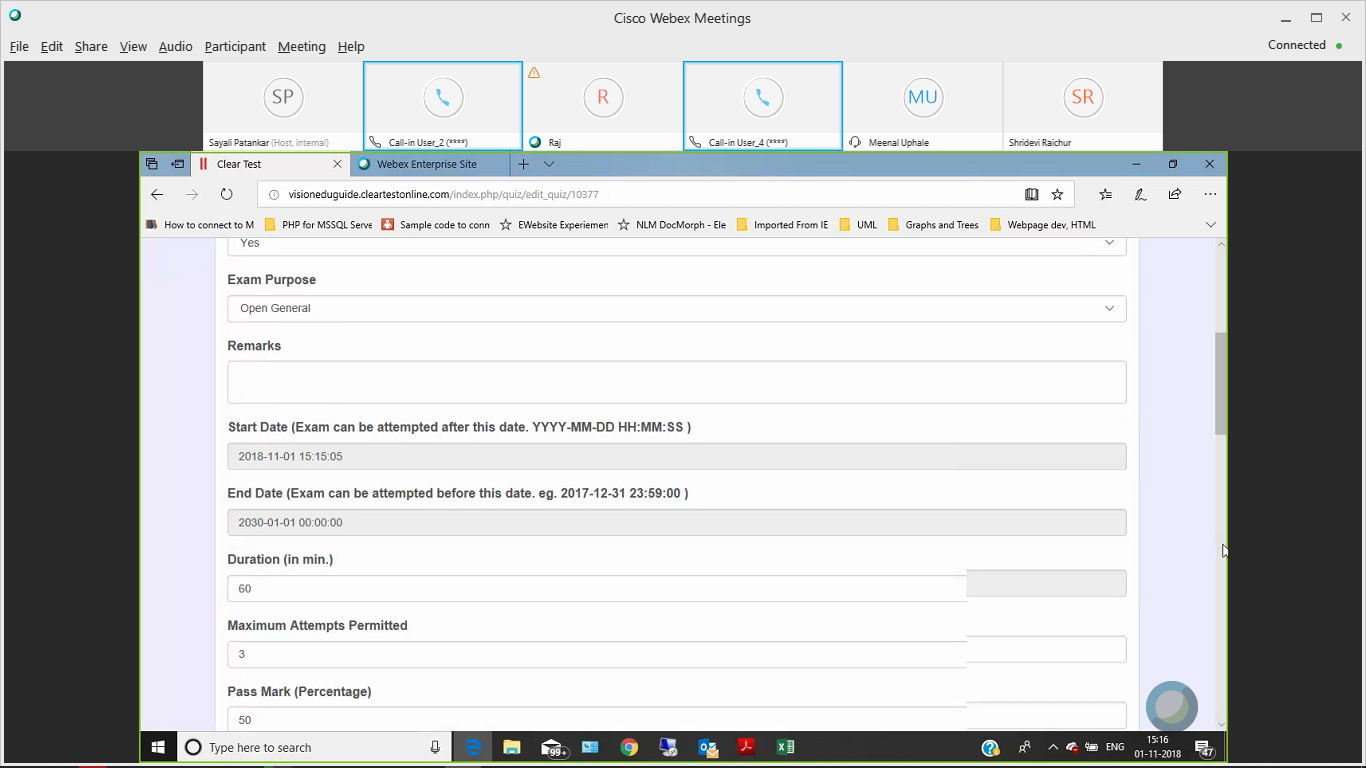 Cisco Webex Meetings
File Edit Share View Audio Participant Meeting Help
Connected
SP
R
MU
SR
Sayali Patankar (Host, internal)
Call-in User_2 (****)
Raj
Call-in User_4 (****)
Meenal Uphale
Shridevi Raichur
Clear Test
Webex Enterprise Site
visioneduguide.cleartestonline.com/index.php/quiz/edit_quiz/10377
How to connect to M
PHP for MSSQL Serve
Sample code to conn
EWebsite Experiemen
NLM DocMorph - Ele
Imported From IE
UML
Graphs and Trees
Webpage dev, HTML
Yes
Exam Purpose
Open General
Remarks
Start Date (Exam can be attempted after this date. YYYY-MM-DD HH:MM:SS )
2018-11-01 15:15:05
End Date (Exam can be attempted before this date. eg. 2017-12-31 23:59:00 )
2030-01-01 00:00:00
Duration (in min.)
60
Maximum Attempts Permitted
3
Pass Mark (Percentage)
50
Type here to search
99+
ENG
15:16
01-11-2018
47